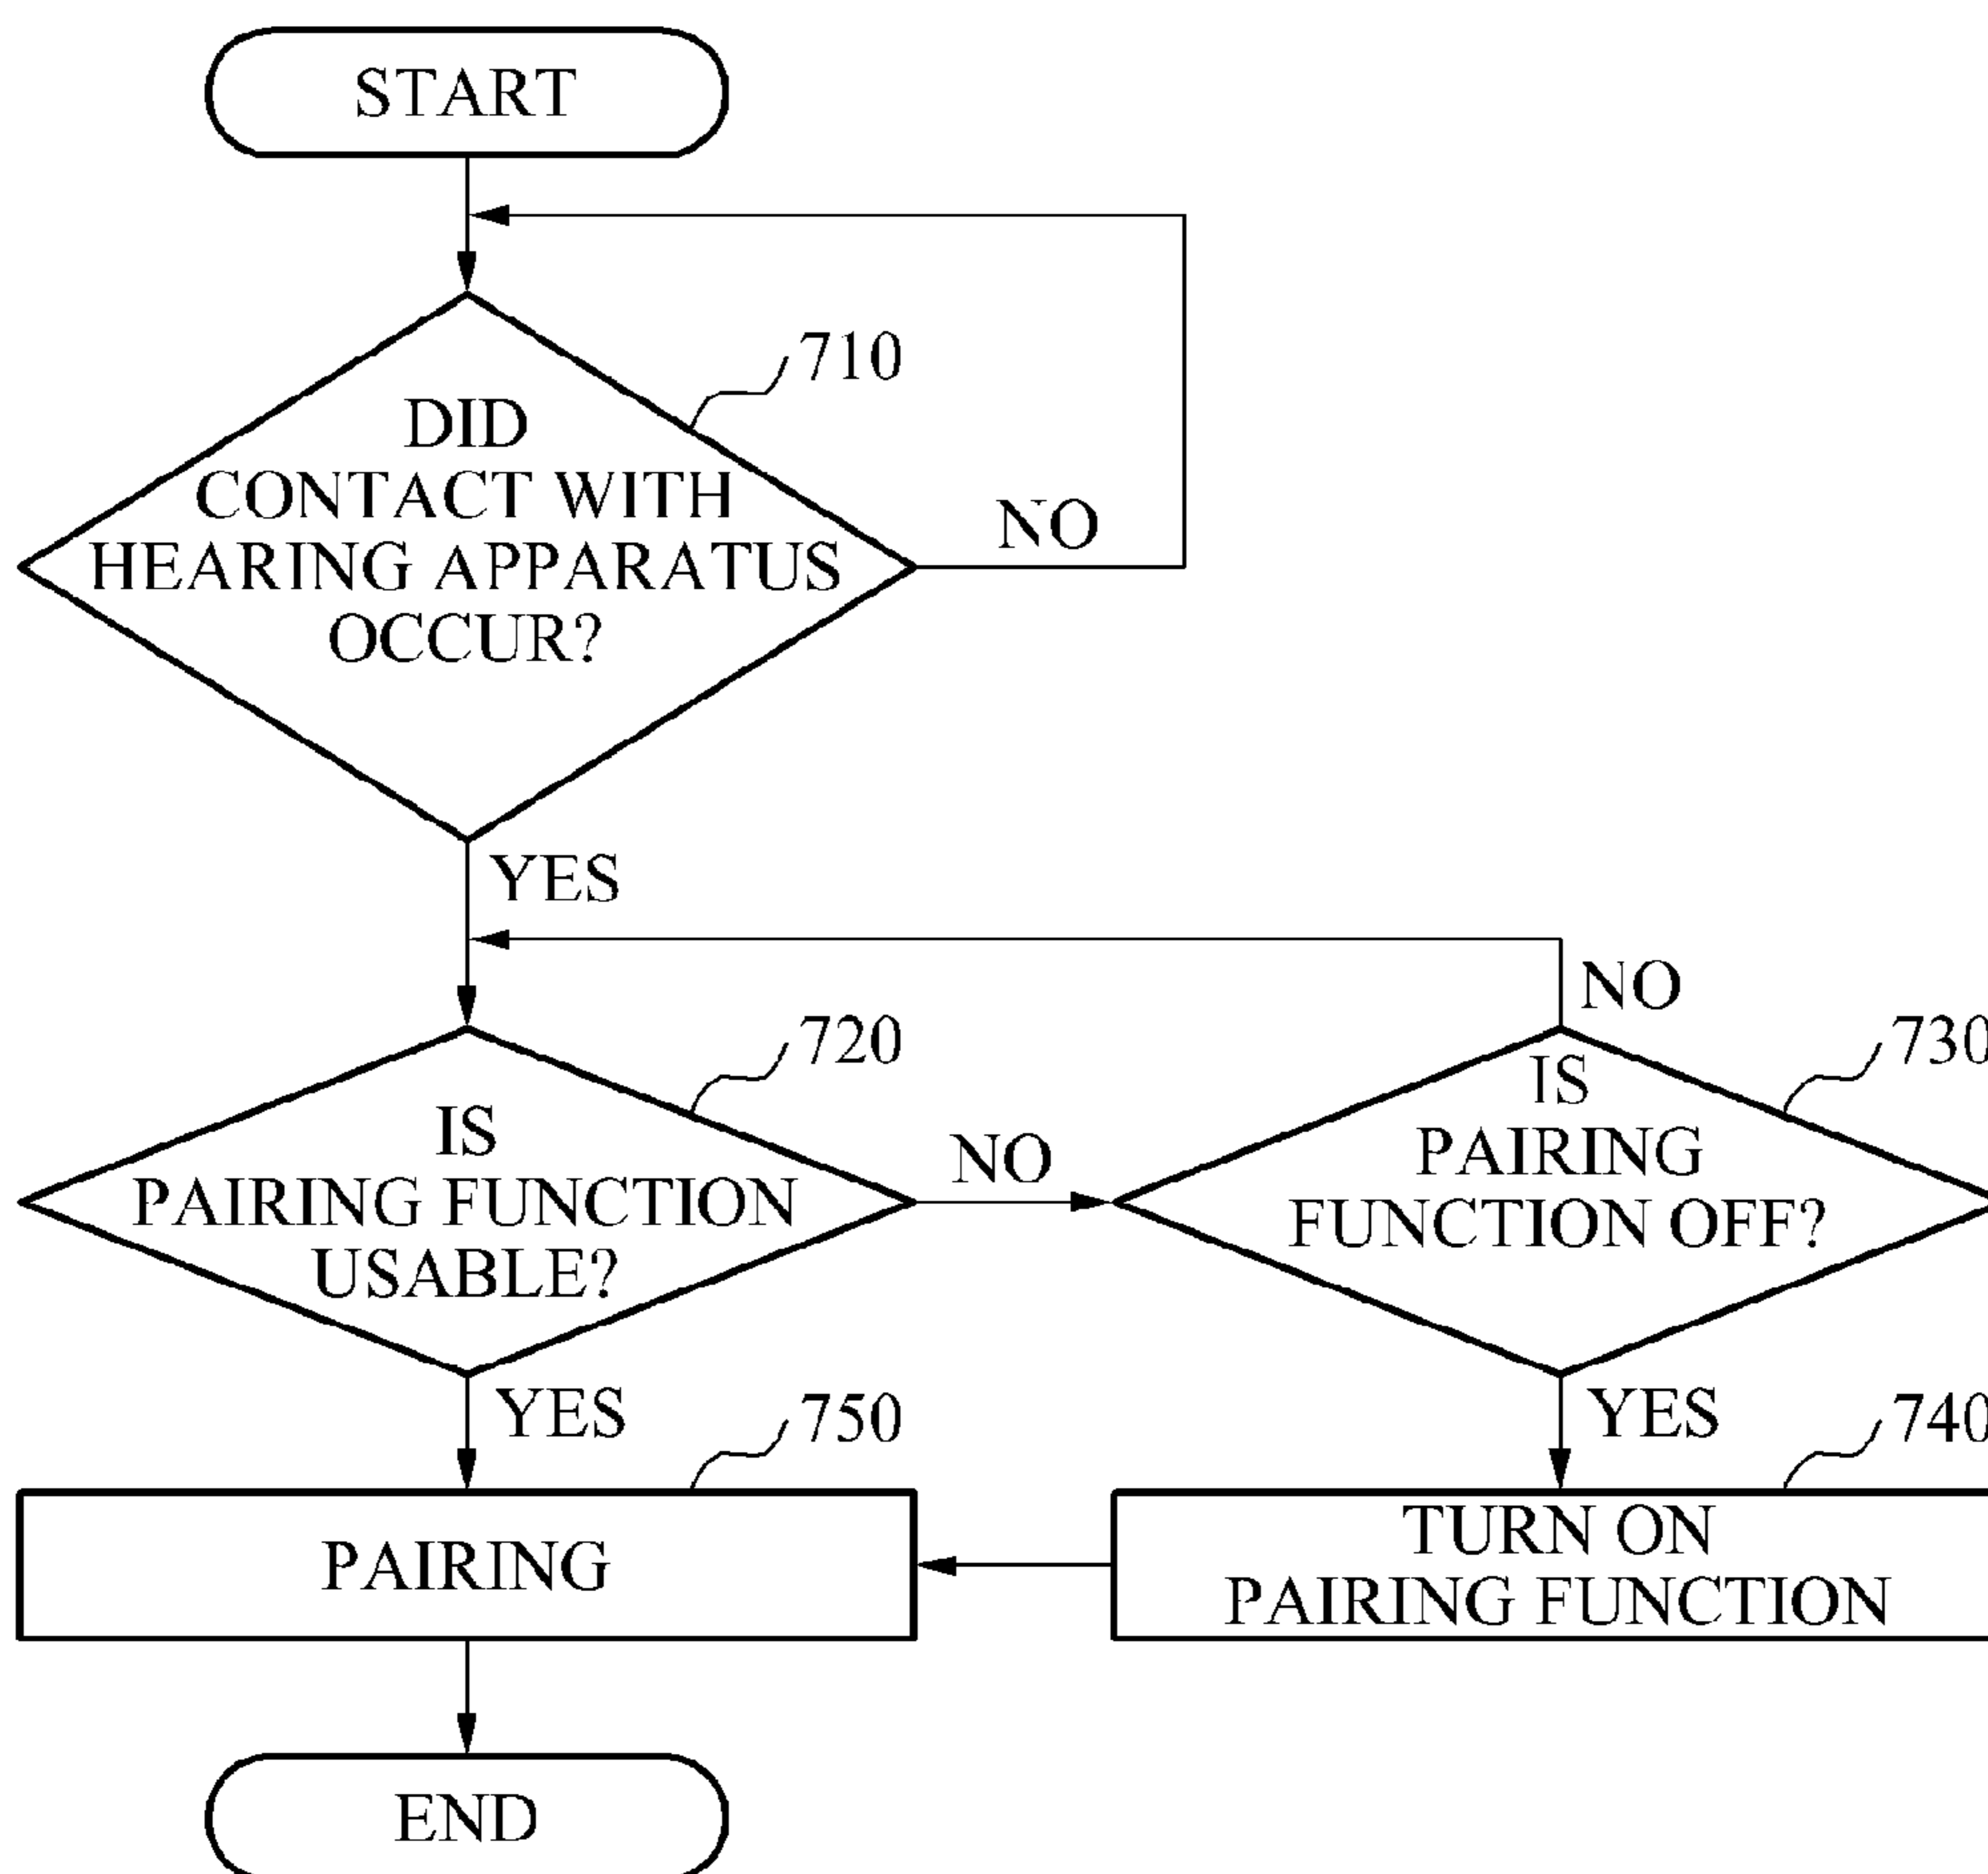 START
710
DID
CONTACT WITH
HEARING APPARATUS
OCCUR?
NO
YES
NO
720
730
IS
PAIRING FUNCTION
USABLE?
NO
IS
PAIRING
FUNCTION OFF?
YES
750
YES
740
PAIRING
TURN ON
PAIRING FUNCTION
END